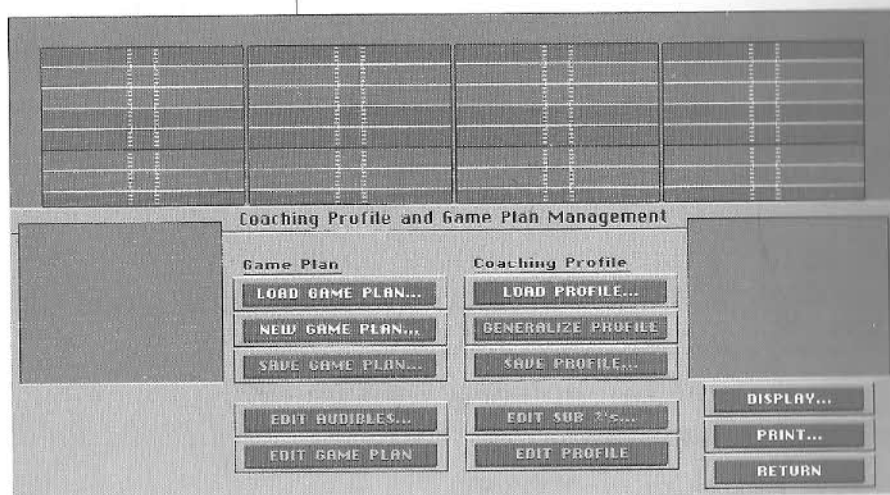 Coaching Profile and Game Plan Management
Game Plan
LOAD GAME PLAN...
NEW GAME PLAN...
SAVE GAME PLAN...
EDIT AUDIBLES...
EDIT GAME PLAN
Coaching Profile
LOAD PROFILE...
GENERALIZE PROFILE
SAVE PROFILE...
EDIT SUB %'s...
EDIT PROFILE
DISPLAY...
PRINT...
RETURN